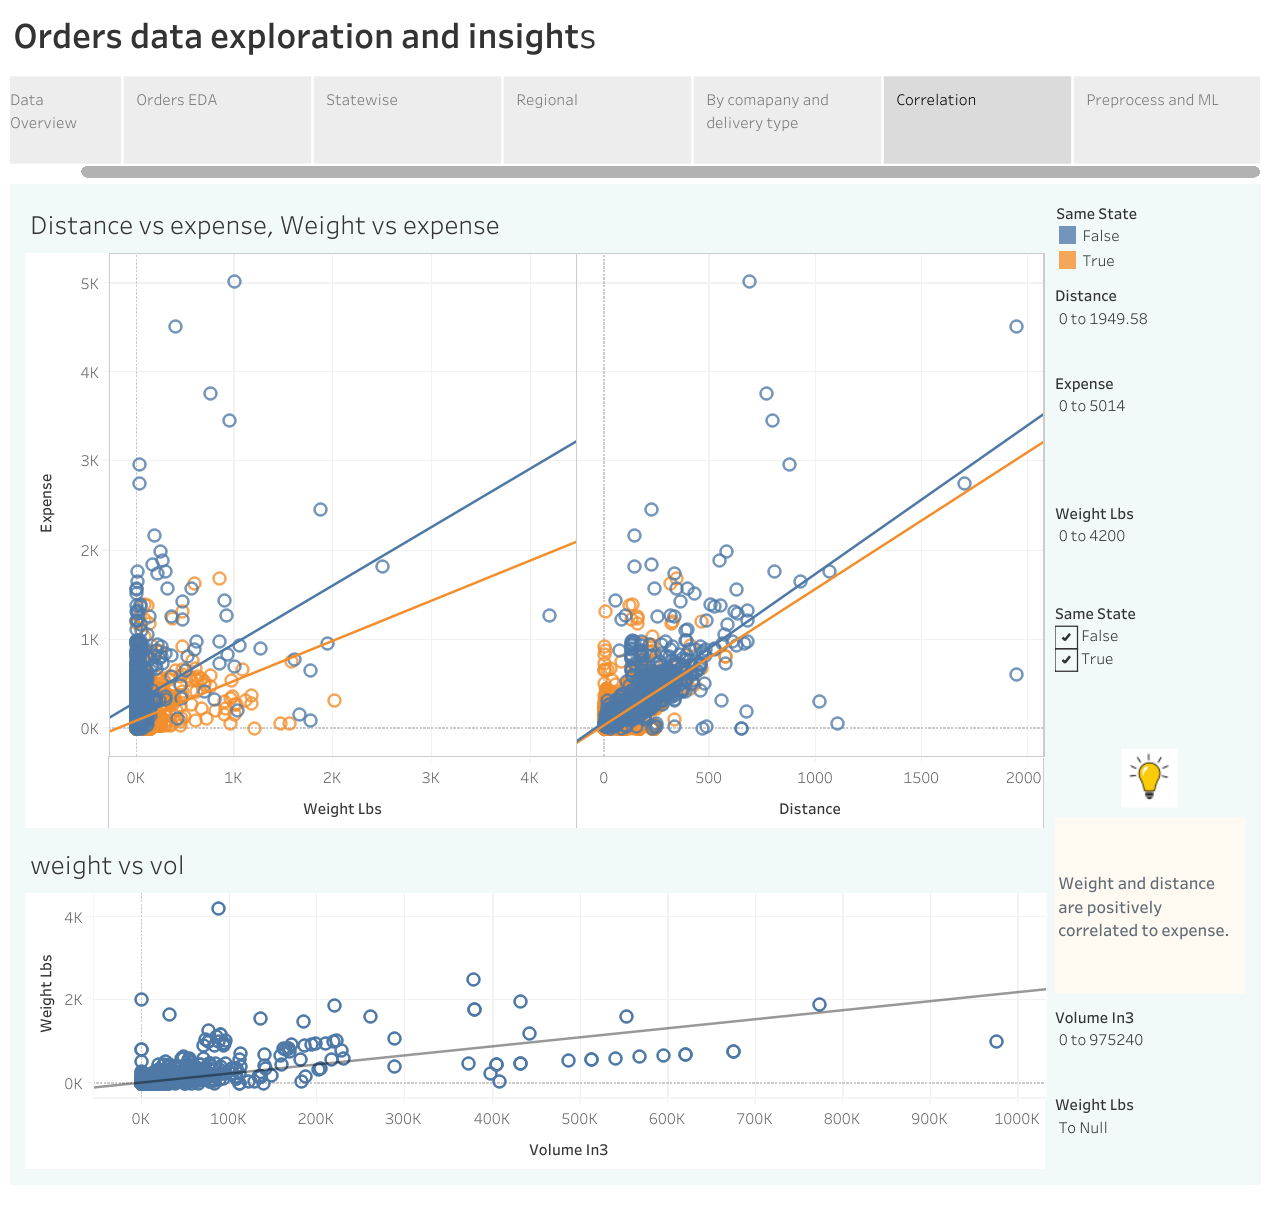 Orders data exploration and insights
Data
Overview
Orders EDA
Statewise
Regional
By comapany and
delivery type
Correlation
Preprocess and ML
Distance vs expense, Weight vs expense
5K
4K
3K
2K
1K
0K
Expense
0K
1K
2K
3K
4K
Weight Lbs
0
500
1000
1500
2000
Distance
Same State
False
True
Distance
0 to 1949.58
Expense
0 to 5014
Weight Lbs
0 to 4200
Same State
False
True
weight vs vol
4K
2K
0K
Weight Lbs
0K
100K
200K
300K
400K
500K
600K
700K
800K
900K
1000K
Volume In3
Weight and distance
are positively
correlated to expense.
Volume In3
0 to 975240
Weight Lbs
To Null